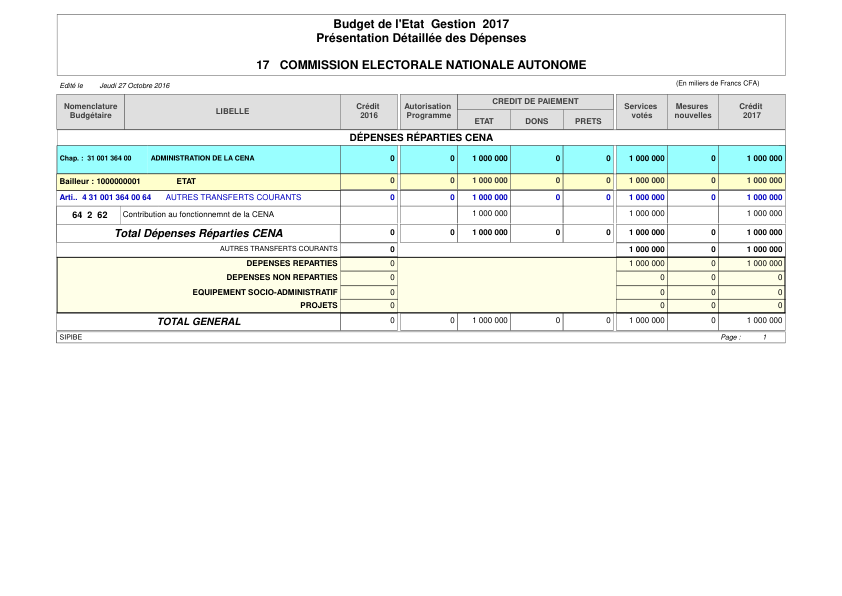 Budget de l'Etat Gestion 2017
Présentation Détaillée des Dépenses
17 COMMISSION ELECTORALE NATIONALE AUTONOME
Edité le Jeudi 27 Octobre 2016 (En miliers de Francs CFA)
Nomenclature Budgétaire LIBELLE Crédit 2016 Autorisation Programme CREDIT DE PAIEMENT Services votés Mesures nouvelles Crédit 2017
ETAT DONS PRETS
DÉPENSES RÉPARTIES CENA
Chap. : 31 001 364 00 ADMINISTRATION DE LA CENA 0 0 1 000 000 0 0 1 000 000 0 1 000 000
Bailleur : 1000000001 ETAT 0 0 1 000 000 0 0 1 000 000 0 1 000 000
Arti.. 4 31 001 364 00 64 AUTRES TRANSFERTS COURANTS 0 0 1 000 000 0 0 1 000 000 0 1 000 000
64 2 62 Contribution au fonctionnemnt de la CENA 1 000 000 1 000 000 0 1 000 000
Total Dépenses Réparties CENA 0 0 1 000 000 0 0 1 000 000 0 1 000 000
AUTRES TRANSFERTS COURANTS 0 1 000 000 0 1 000 000
DEPENSES REPARTIES 0 1 000 000 0 1 000 000
DEPENSES NON REPARTIES 0 0 0 0
EQUIPEMENT SOCIO-ADMINISTRATIF 0 0 0 0
PROJETS 0 0 0 0
TOTAL GENERAL 0 0 1 000 000 0 0 1 000 000 0 1 000 000
SIPIBE Page : 1